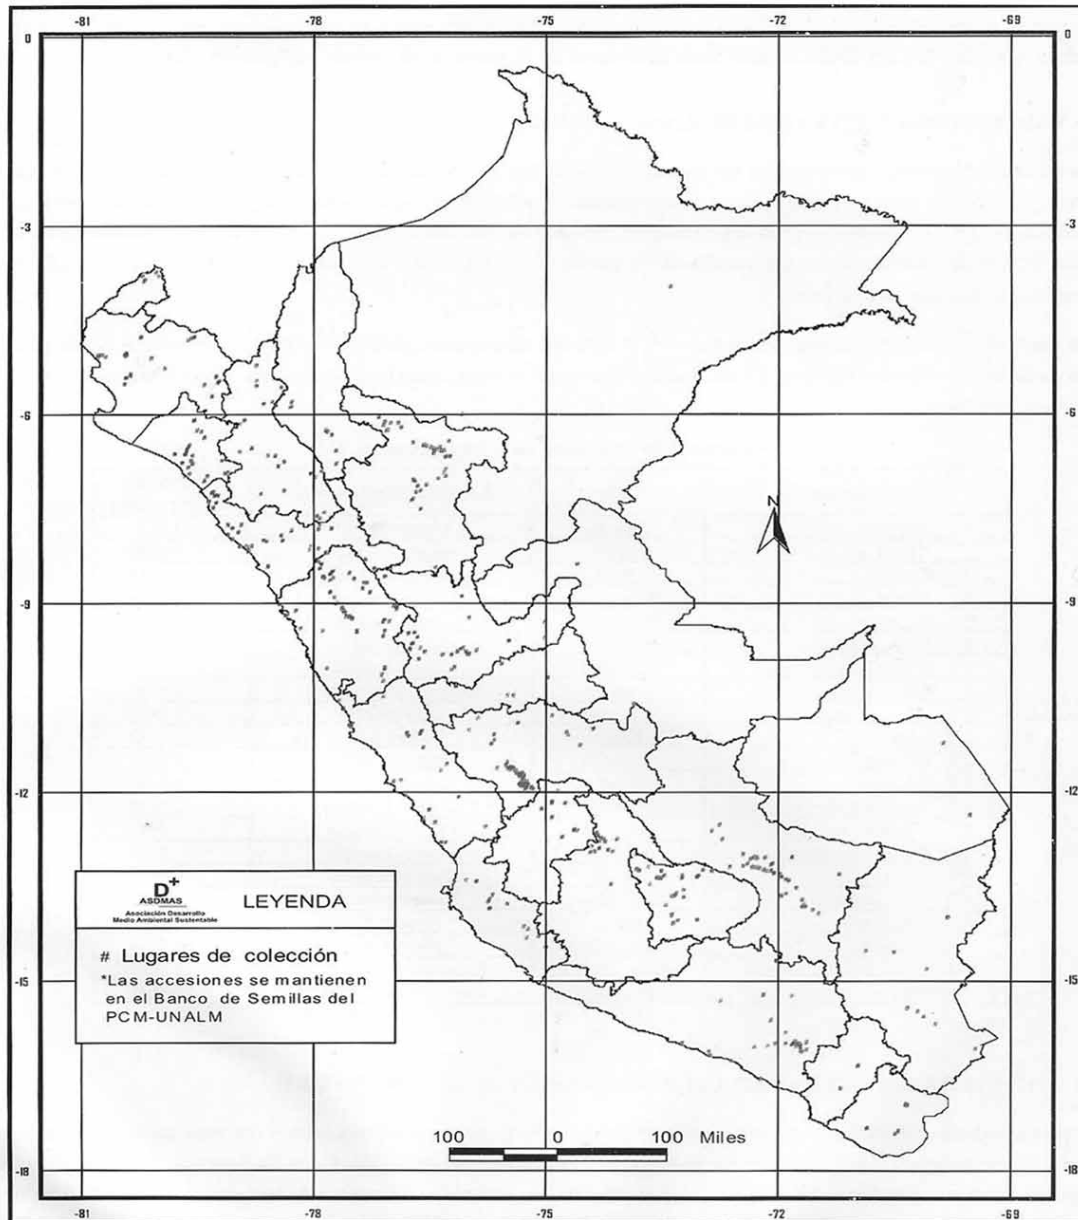 -81 -78 -75 -72 -69
0 0
-3 -3
-6 -6
N
-9 -9
-12 -12
D+
ASDMAS
Asociación Desarrollo
Medio Ambiental Sustentable
LEYENDA
# Lugares de colección
*Las accesiones se mantienen
en el Banco de Semillas del
PCM-UNALM
-15 -15
100 0 100 Miles
-18 -18
-81 -78 -75 -72 -69